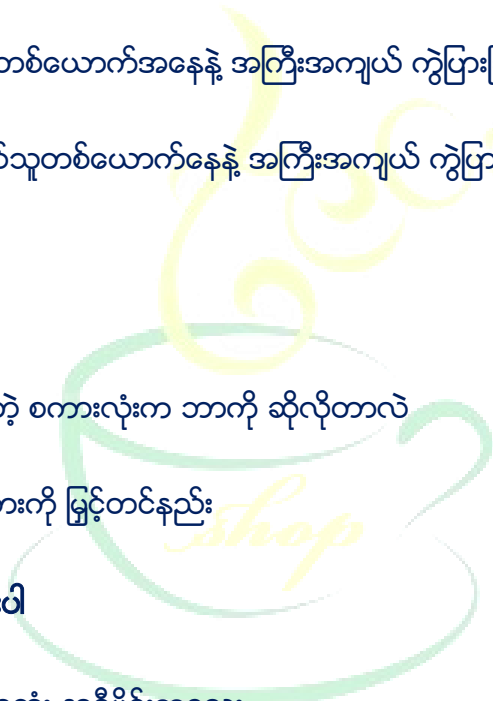 တစ်ယောက်အနေနဲ့ အကြီးအကျယ် ကွဲပြား
သူတစ်ယောက်နေနဲ့ အကြီးအကျယ် ကွဲပြား
တဲ့ စကားလုံးက ဘာကို ဆိုလိုတာလဲ
ကို မြှင့်တင်နည်း
shop
ပါ